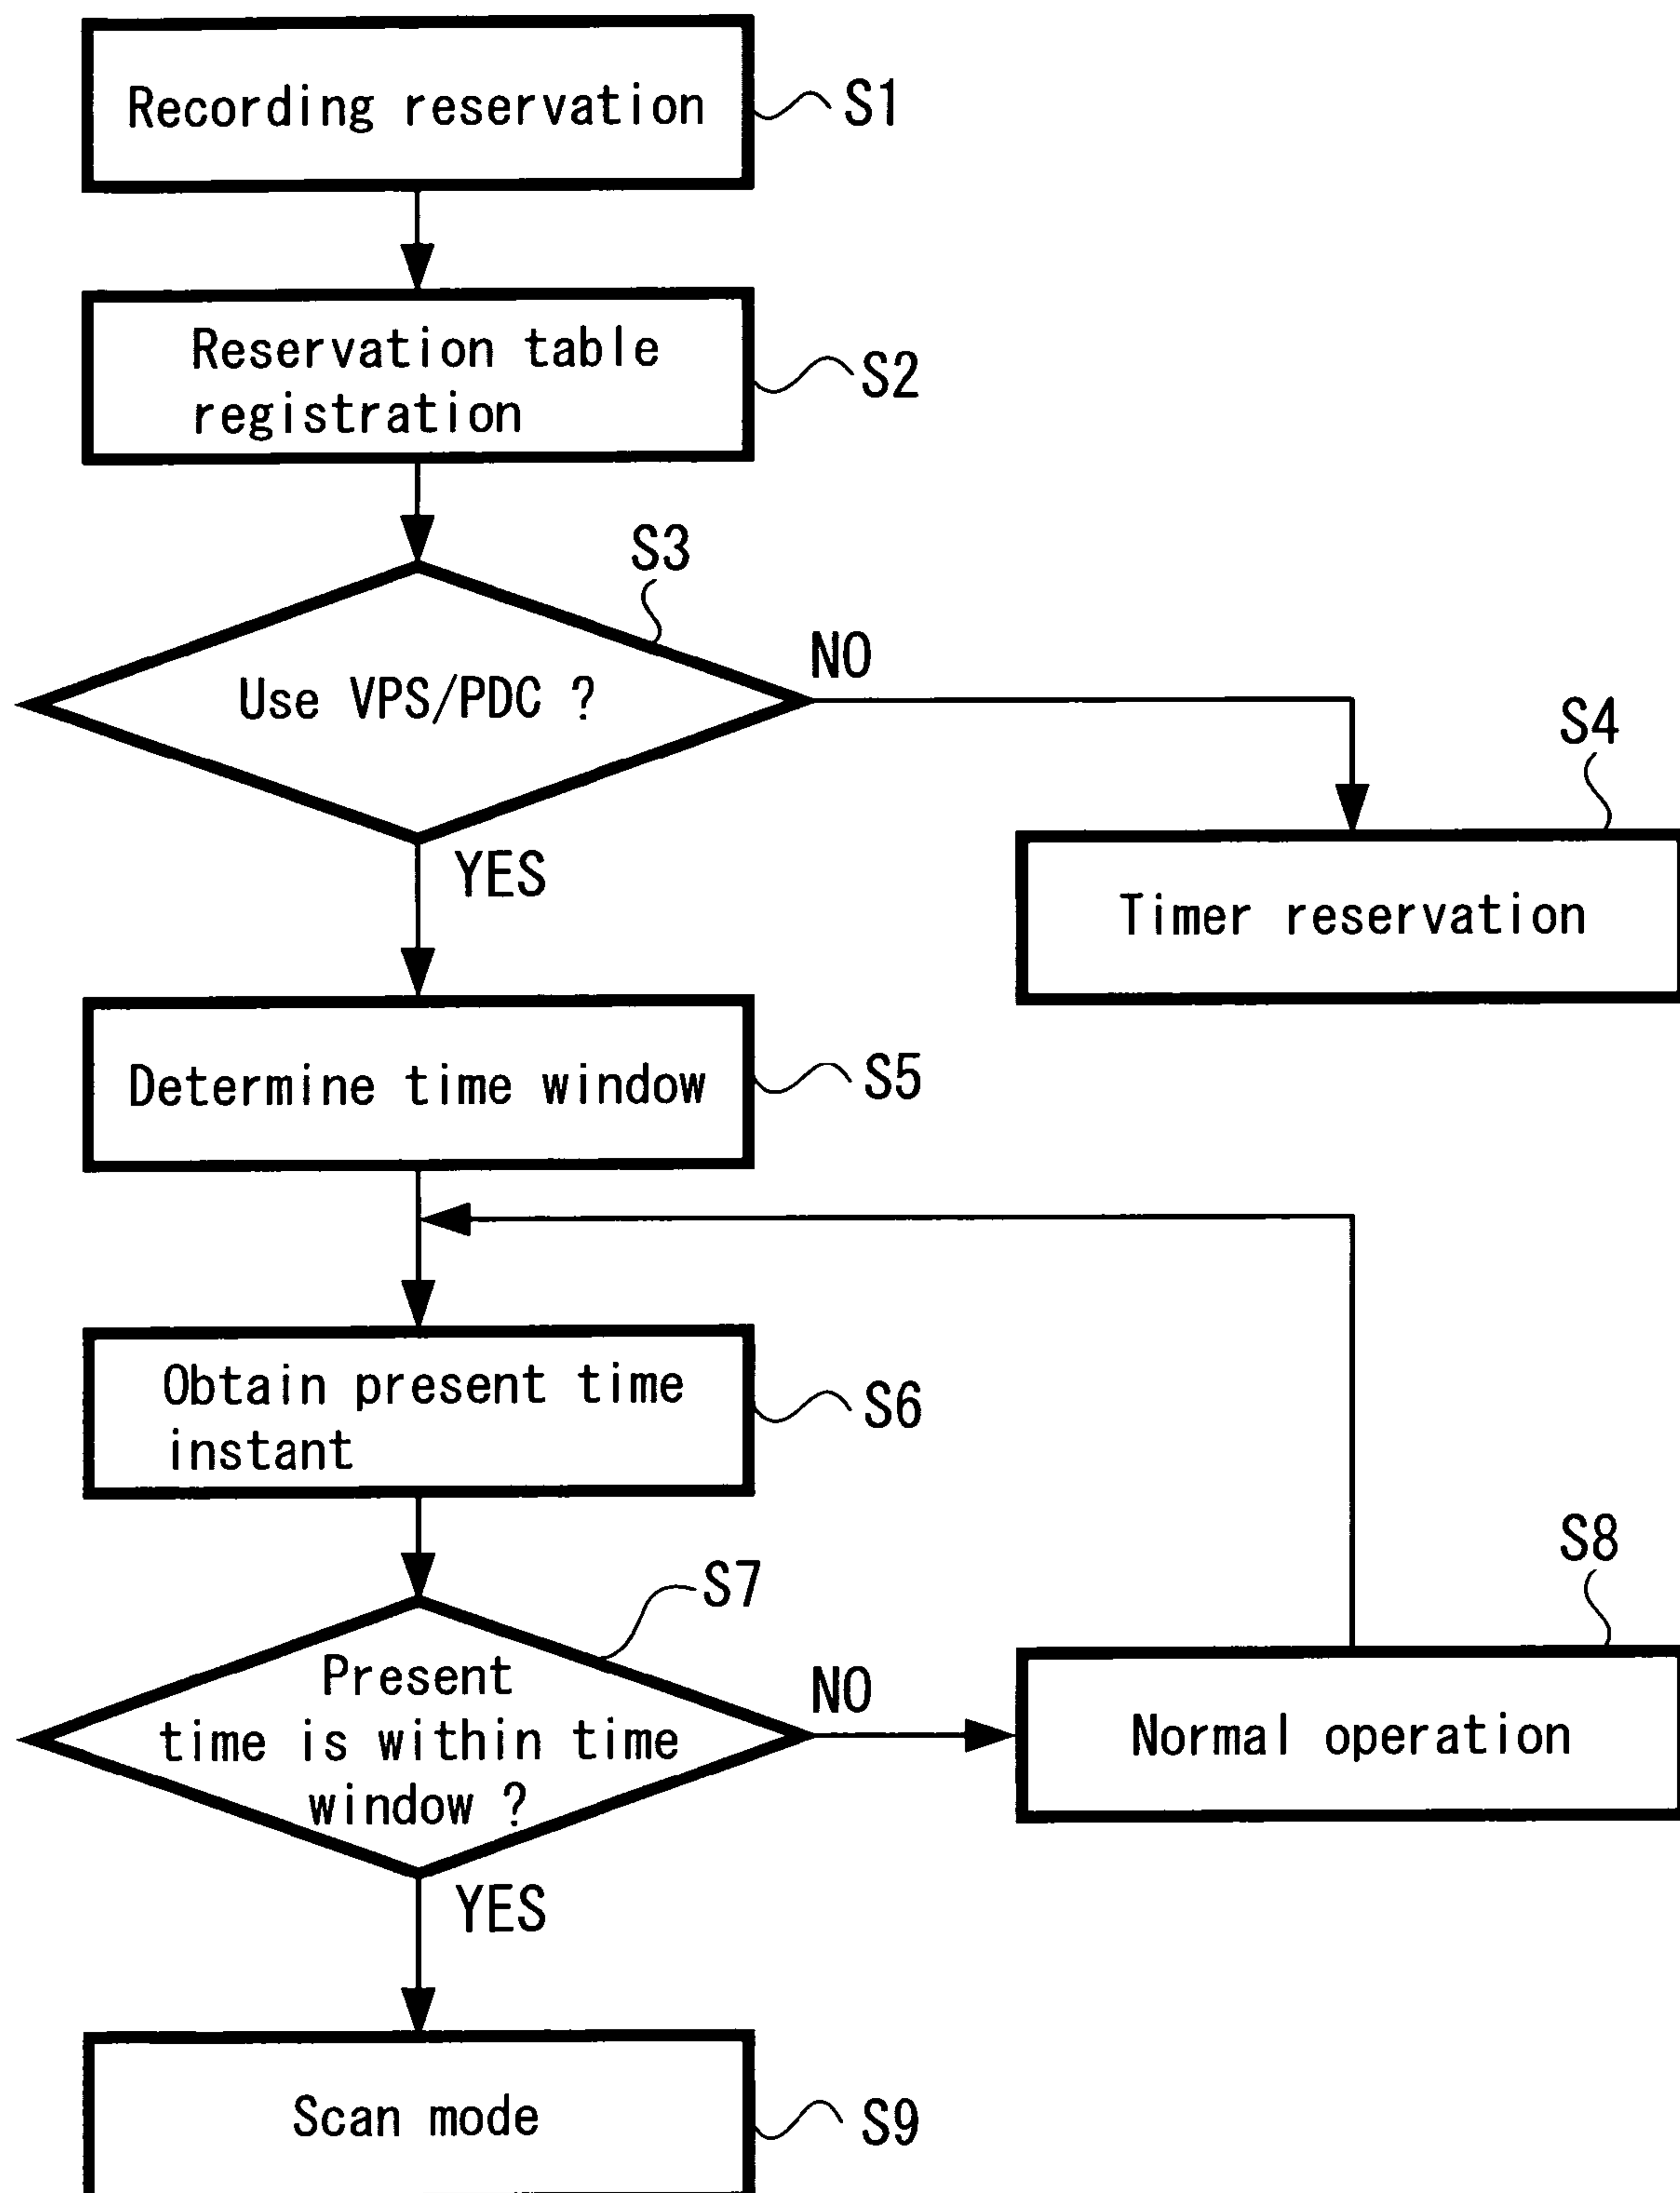 Recording reservation
S1
Reservation table
registration
S2
S3
Use VPS/PDC ?
NO
YES
S4
Timer reservation
Determine time window
S5
Obtain present time
instant
S6
S7
Present
time is within time
window ?
NO
YES
S8
Normal operation
Scan mode
S9